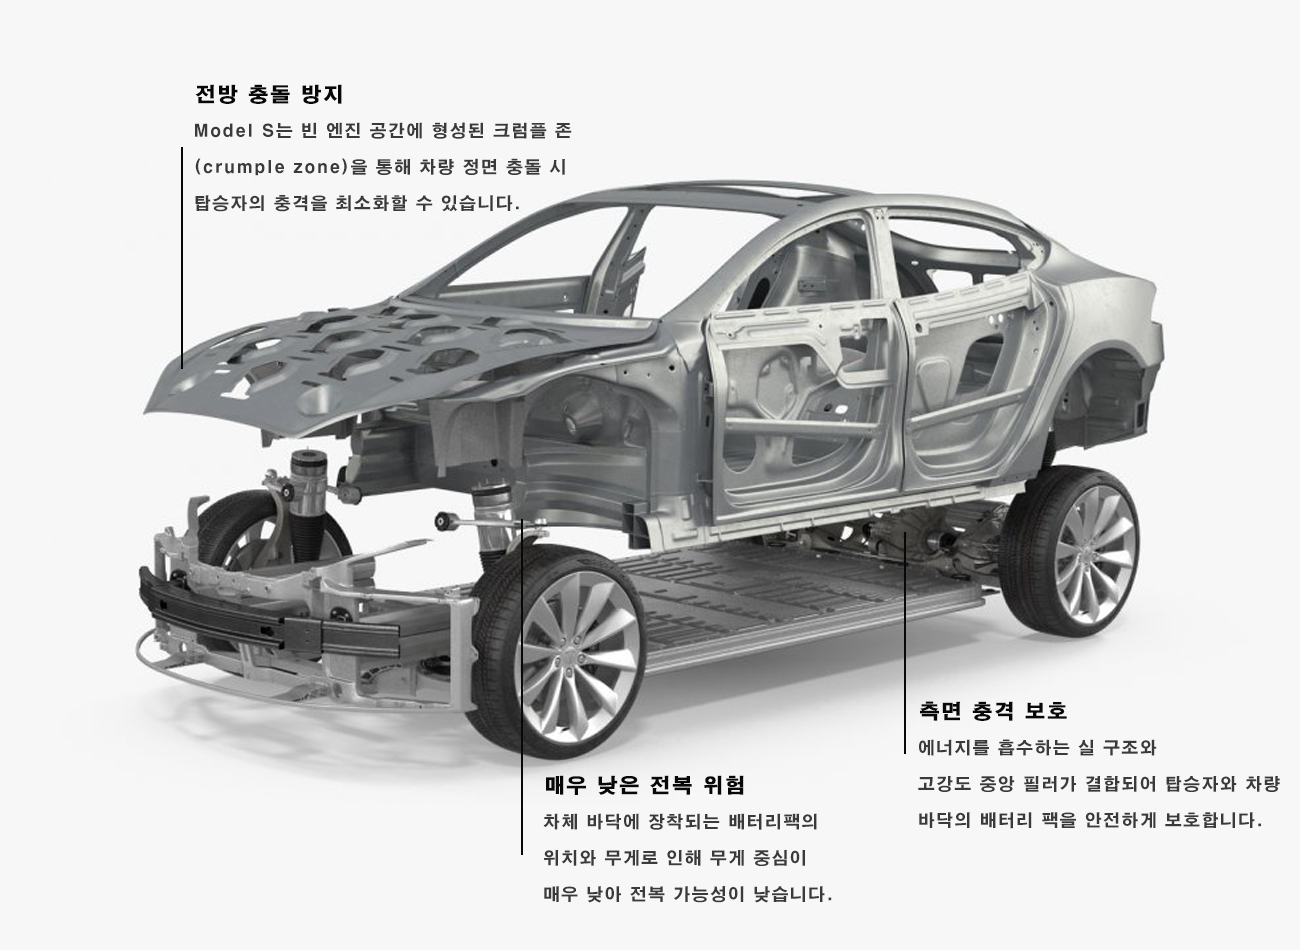 전방 충돌 방지
Model S는 빈 엔진 공간에 형성된 크럼플 존
(crumple zone)을 통해 차량 정면 충돌 시
탑승자의 충격을 최소화할 수 있습니다.
측면 충격 보호
에너지를 흡수하는 실 구조와
고강도 중앙 필러가 결합되어 탑승자와 차량
바닥의 배터리 팩을 안전하게 보호합니다.
매우 낮은 전복 위험
차체 바닥에 장착되는 배터리팩의
위치와 무게로 인해 무게 중심이
매우 낮아 전복 가능성이 낮습니다.